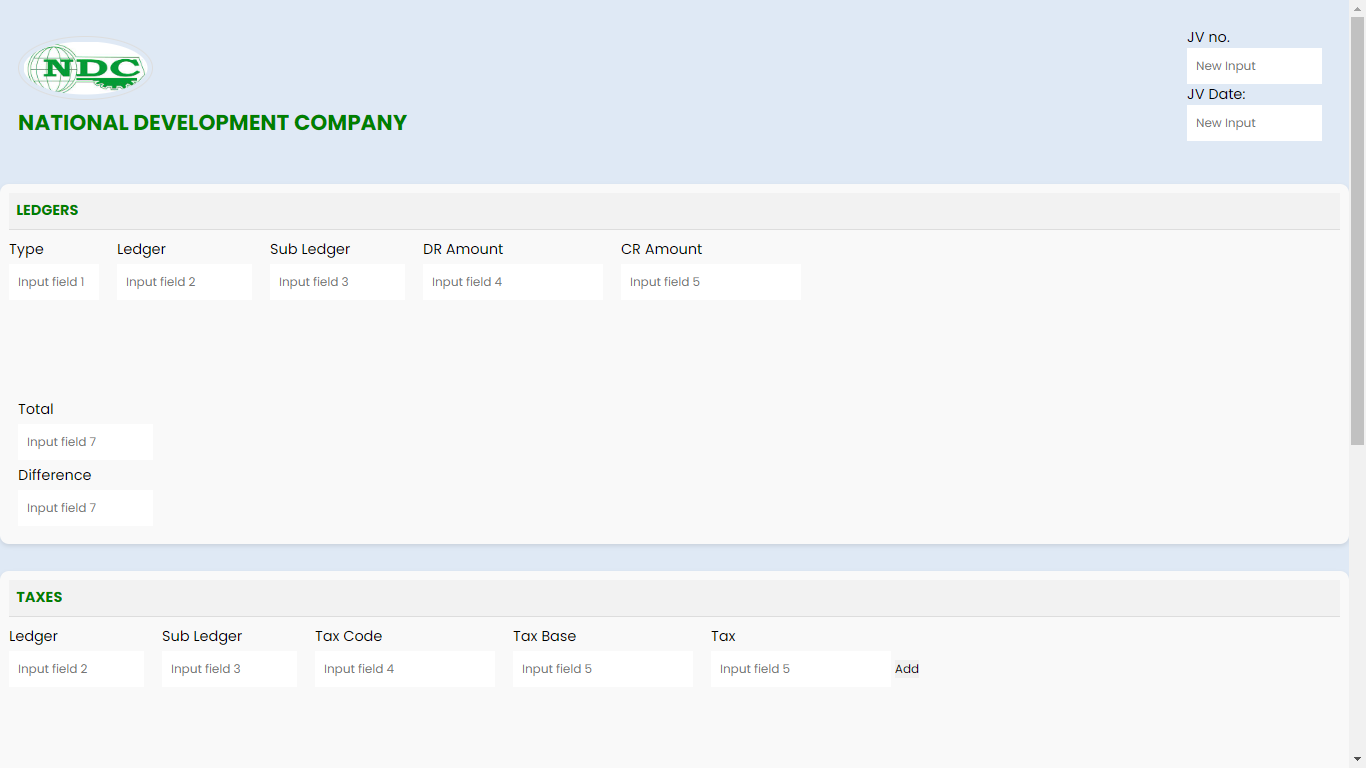 NDC
NATIONAL DEVELOPMENT COMPANY
JV no.
New Input
JV Date:
New Input
LEDGERS
Type Ledger Sub Ledger DR Amount CR Amount
Input field 1 Input field 2 Input field 3 Input field 4 Input field 5
Total
Input field 7
Difference
Input field 7
TAXES
Ledger Sub Ledger Tax Code Tax Base Tax
Input field 2 Input field 3 Input field 4 Input field 5 Input field 5 Add